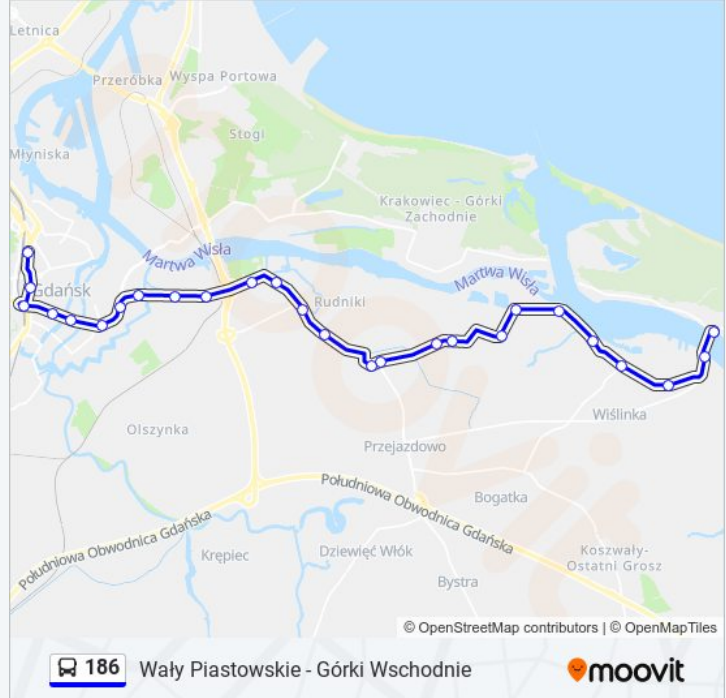 Letnica
Przeróbka
Wyspa Portowa
Stogi
Młyniska
Krakowiec - Górki
Zachodnie
Martwa Wisła
Martwa Wisła
Gdańsk
Rudniki
Wiślinka
Olszynka
Przejazdowo
Południowa Obwodnica Gdańska
Bogatka
Południowa Obwodnica Gdańska
Krępiec
Dziewięć Włók
Koszwały-
Ostatni Grosz
Bystra
© OpenStreetMap contributors | © OpenMapTiles
186 Wały Piastowskie - Górki Wschodnie
moovit